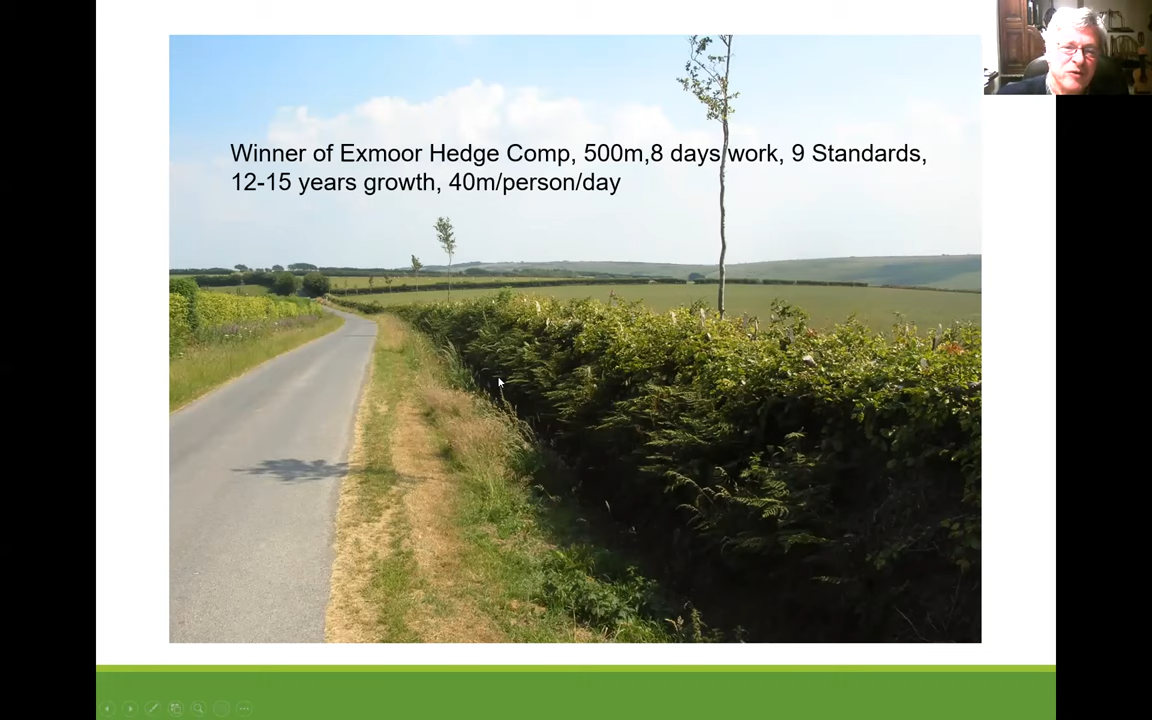 Winner of Exmoor Hedge Comp, 500m,8 days work, 9 Standards,
12-15 years growth, 40m/person/day